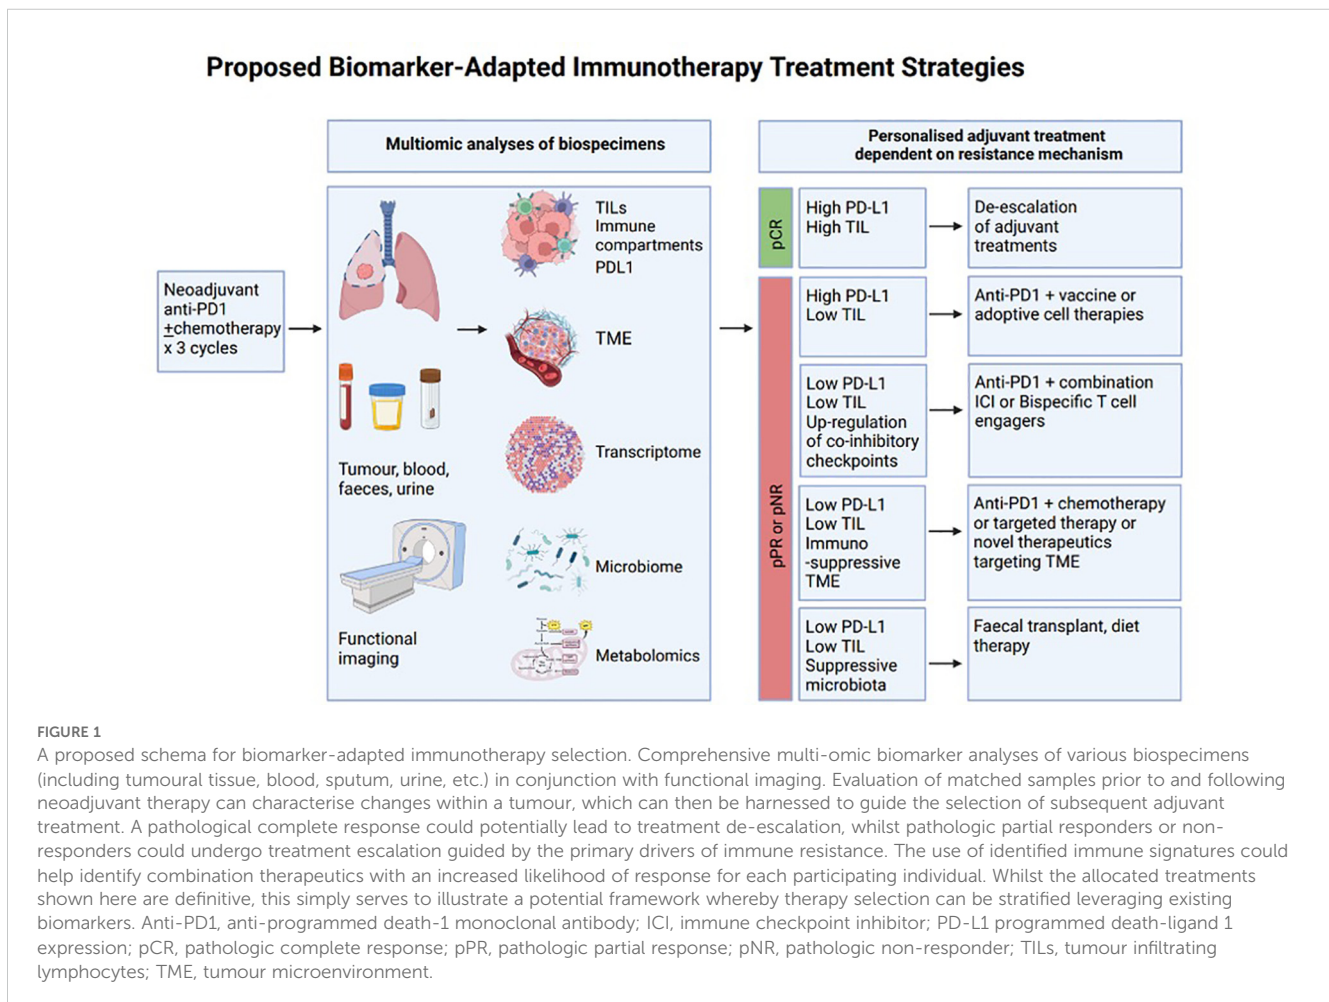 Proposed Biomarker-Adapted Immunotherapy Treatment Strategies
Multiomic analyses of biospecimens
Personalised adjuvant treatment
dependent on resistance mechanism
Neoadjuvant
anti-PD1
±chemotherapy
x 3 cycles
Tumour, blood,
faeces, urine
Functional
imaging
TILs
Immune
compartments
PDL1
TME
Transcriptome
Microbiome
Metabolomics
pCR
High PD-L1
High TIL
De-escalation
of adjuvant
treatments
pPR or pNR
High PD-L1
Low TIL
Anti-PD1 + vaccine or
adoptive cell therapies
Low PD-L1
Low TIL
Up-regulation
of co-inhibitory
checkpoints
Anti-PD1 + combination
ICI or Bispecific T cell
engagers
Low PD-L1
Low TIL
Immuno
-suppressive
TME
Anti-PD1 + chemotherapy
or targeted therapy or
novel therapeutics
targeting TME
Low PD-L1
Low TIL
Suppressive
microbiota
Faecal transplant, diet
therapy
FIGURE 1
A proposed schema for biomarker-adapted immunotherapy selection. Comprehensive multi-omic biomarker analyses of various biospecimens
(including tumoural tissue, blood, sputum, urine, etc.) in conjunction with functional imaging. Evaluation of matched samples prior to and following
neoadjuvant therapy can characterise changes within a tumour, which can then be harnessed to guide the selection of subsequent adjuvant
treatment. A pathological complete response could potentially lead to treatment de-escalation, whilst pathologic partial responders or non-
responders could undergo treatment escalation guided by the primary drivers of immune resistance. The use of identified immune signatures could
help identify combination therapeutics with an increased likelihood of response for each participating individual. Whilst the allocated treatments
shown here are definitive, this simply serves to illustrate a potential framework whereby therapy selection can be stratified leveraging existing
biomarkers. Anti-PD1, anti-programmed death-1 monoclonal antibody; ICI, immune checkpoint inhibitor; PD-L1 programmed death-ligand 1
expression; pCR, pathologic complete response; pPR, pathologic partial response; pNR, pathologic non-responder; TILs, tumour infiltrating
lymphocytes; TME, tumour microenvironment.